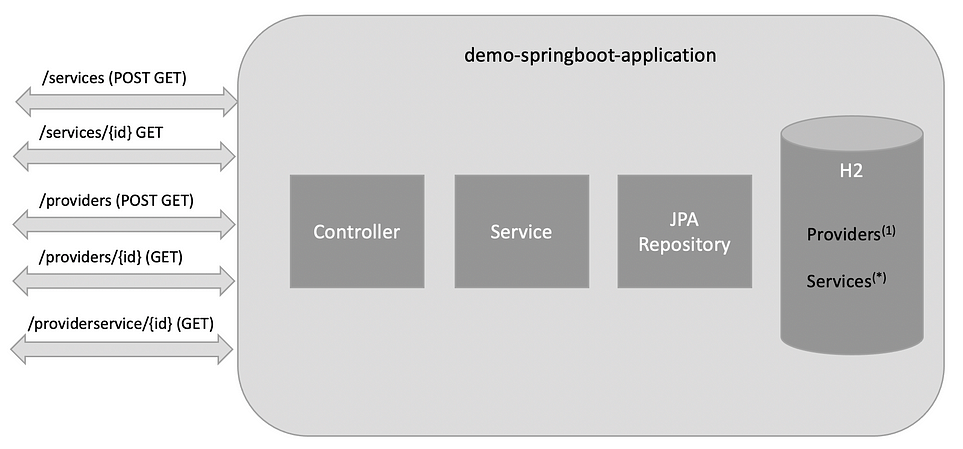 demo-springboot-application
/services (POST GET)
/services/{id} GET
/providers (POST GET)
/providers/{id} (GET)
/providerservice/{id} (GET)
Controller
Service
JPA
Repository
H2
Providers(1)
Services(*)